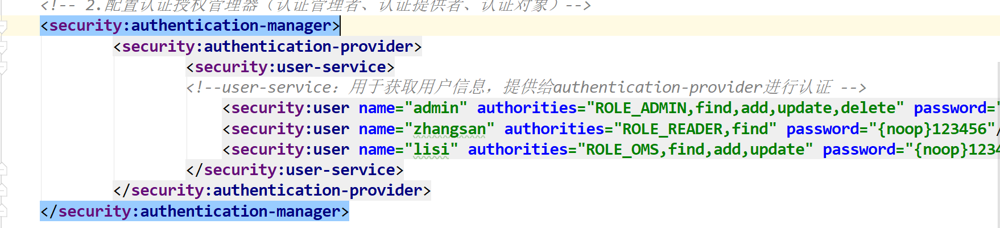 <!-- 2.配置认证授权管理器（认证管理者、认证提供者、认证对象）-->
<security:authentication-manager>
<security:authentication-provider>
<security:user-service>
<!--user-service: 用于获取用户信息，提供给authentication-provider进行认证 -->
<security:user name="admin" authorities="ROLE_ADMIN,find,add,update,delete" password="
<security:user name="zhangsan" authorities="ROLE_READER,find" password="{noop}123456"/
<security:user name="lisi" authorities="ROLE_OMS,find,add,update" password="{noop}1234
</security:user-service>
</security:authentication-provider>
</security:authentication-manager>